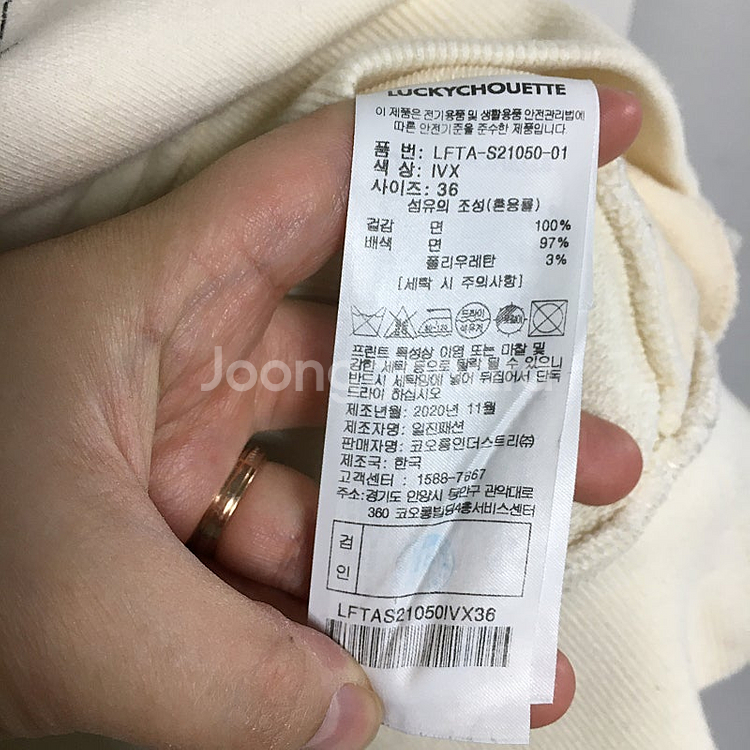 LUCKYCHOUETTE
이 제품은 전기용품 및 생활용품 안전관리법에
따른 안전기준을 준수한 제품입니다.
품 번: LFTA-S21050-01
색 상: IVX
사이즈: 36
섬유의 조성(혼용률)
겉감 면 100%
배색 면 97%
폴리우레탄 3%
[세탁 시 주의사항]
드라이
석유계
프린트 특성상 이염 또는 마찰 및
강한 세탁 등으로 탈락 될 수 있으니
반드시 세탁망에 넣어 뒤집어서 단독
드라이 하십시오
Joong
제조년월: 2020년 11월
제조자명: 일진패션
판매자명: 코오롱인더스트리㈜
제조국: 한국
고객센터 : 1588-7667
주소:경기도 안양시 동안구 관악대로
360 코오롱빌딩4층서비스센터
검
인
LFTAS21050IVX36